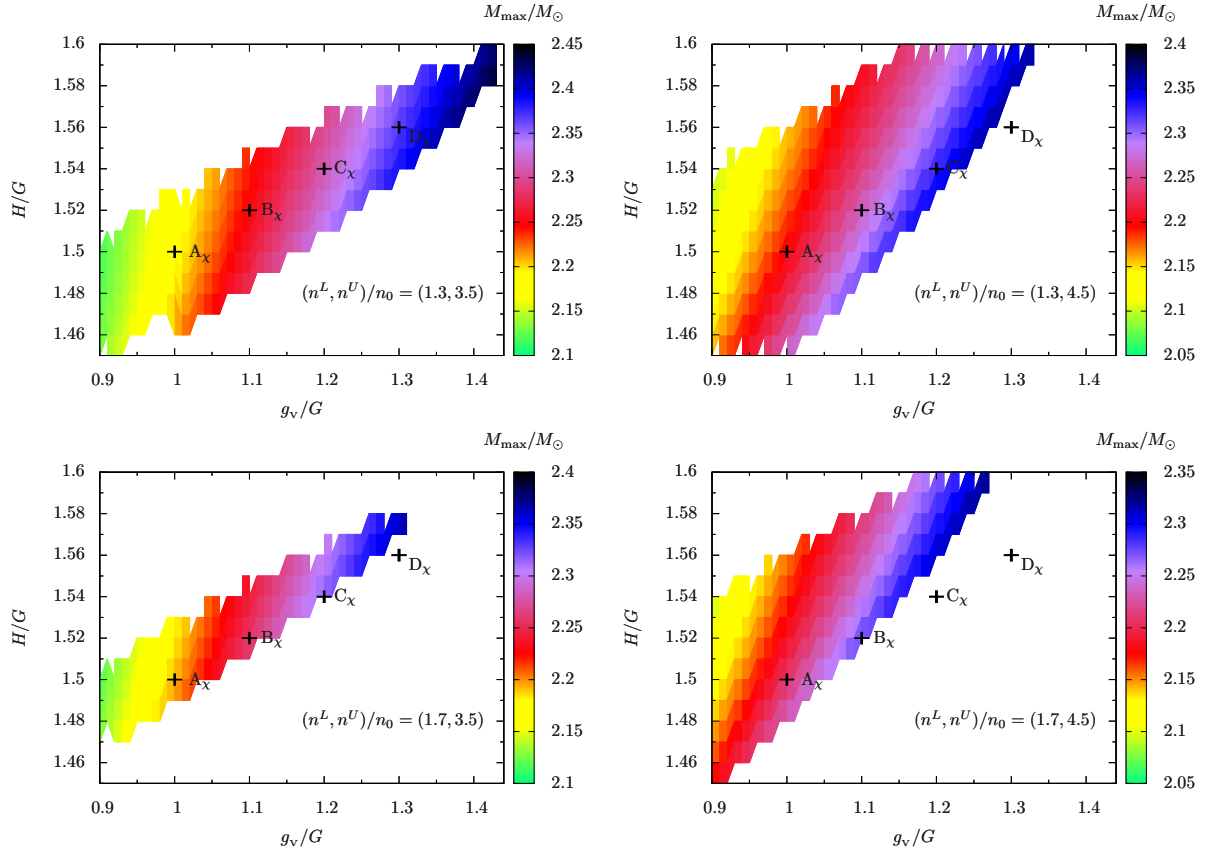 M_max/M_⊙
1.6
1.58
1.56
1.54
1.52
1.5
1.48
1.46
H/G
0.9 1 1.1 1.2 1.3 1.4
g_v/G
A_χ
B_χ
C_χ
D_χ
(n^L, n^U)/n_0 = (1.3, 3.5)
2.45
2.4
2.35
2.3
2.25
2.2
2.15
2.1
M_max/M_⊙
1.6
1.58
1.56
1.54
1.52
1.5
1.48
1.46
H/G
0.9 1 1.1 1.2 1.3 1.4
g_v/G
A_χ
B_χ
C_χ
D_χ
(n^L, n^U)/n_0 = (1.3, 4.5)
2.4
2.35
2.3
2.25
2.2
2.15
2.1
2.05
M_max/M_⊙
1.6
1.58
1.56
1.54
1.52
1.5
1.48
1.46
H/G
0.9 1 1.1 1.2 1.3 1.4
g_v/G
A_χ
B_χ
C_χ
D_χ
(n^L, n^U)/n_0 = (1.7, 3.5)
2.4
2.35
2.3
2.25
2.2
2.15
2.1
M_max/M_⊙
1.6
1.58
1.56
1.54
1.52
1.5
1.48
1.46
H/G
0.9 1 1.1 1.2 1.3 1.4
g_v/G
A_χ
B_χ
C_χ
D_χ
(n^L, n^U)/n_0 = (1.7, 4.5)
2.35
2.3
2.25
2.2
2.15
2.1
2.05